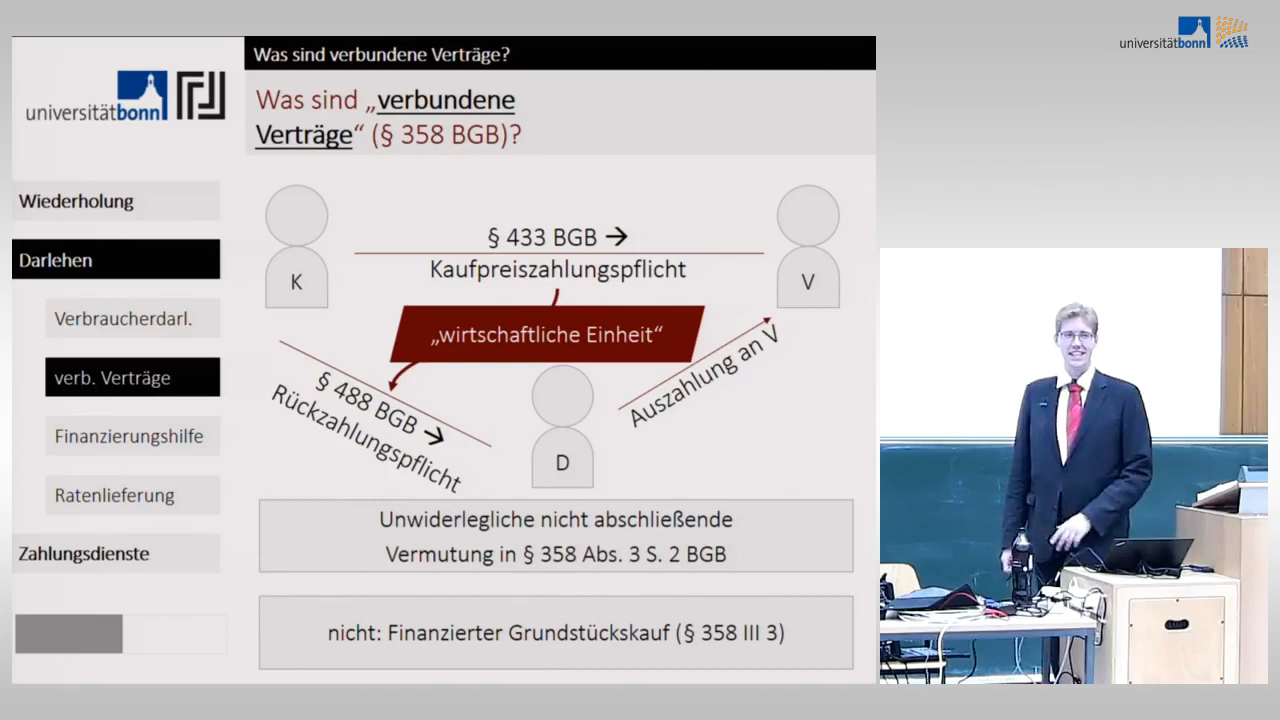 universitätbonn
Was sind verbundene Verträge?
universitätbonn
Was sind „verbundene
Verträge“ (§ 358 BGB)?
Wiederholung
Darlehen
Verbraucherdarl.
verb. Verträge
Finanzierungshilfe
Ratenlieferung
Zahlungsdienste
K
§ 433 BGB →
Kaufpreiszahlungspflicht
V
„wirtschaftliche Einheit“
§ 488 BGB →
Rückzahlungspflicht
Auszahlung an V
D
Unwiderlegliche nicht abschließende
Vermutung in § 358 Abs. 3 S. 2 BGB
nicht: Finanzierter Grundstückskauf (§ 358 III 3)